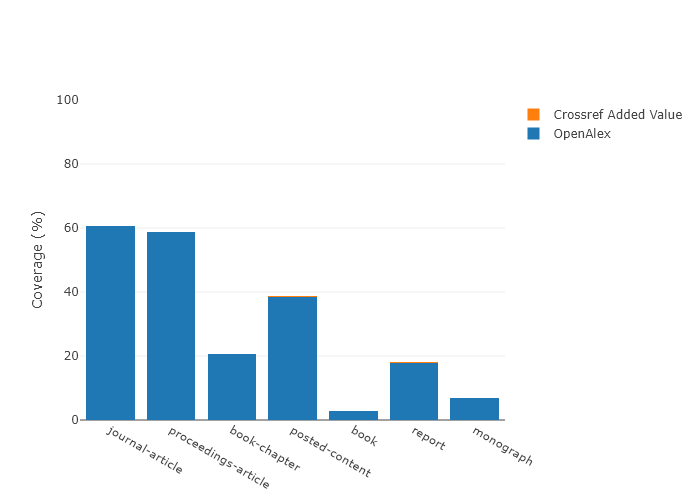 100
80
60
40
20
0
Coverage (%)
journal-article
proceedings-article
book-chapter
posted-content
book
report
monograph
Crossref Added Value
OpenAlex